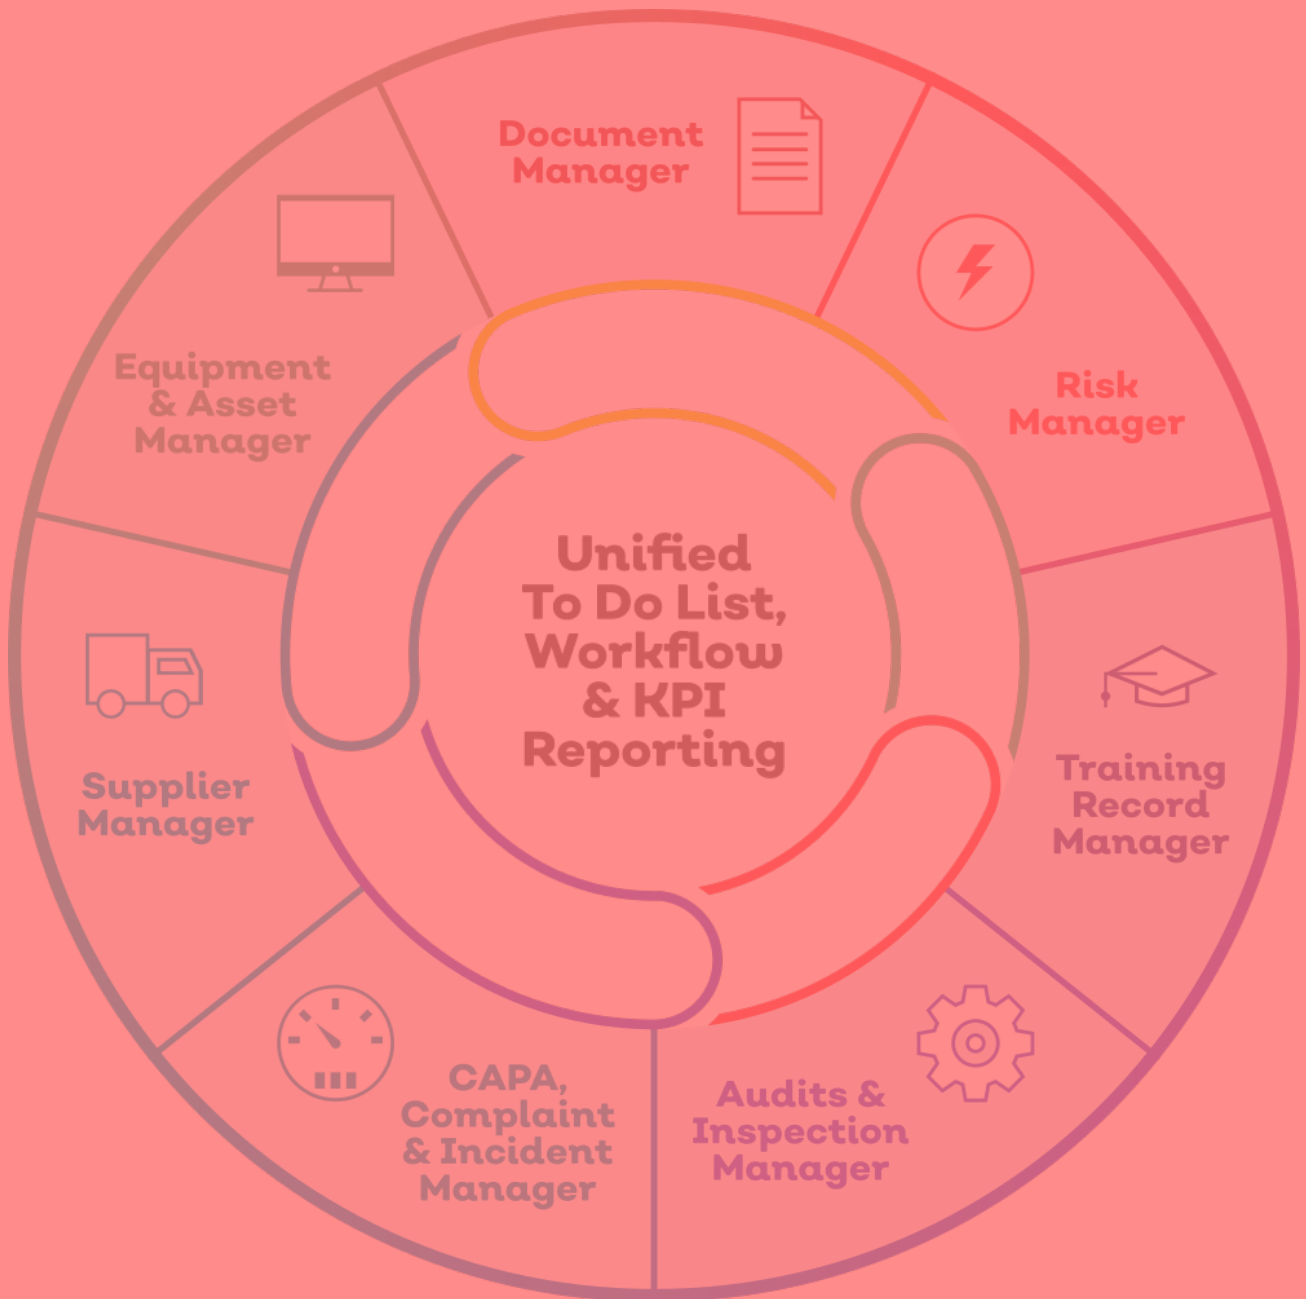 Document
Manager
Risk
Manager
Training
Record
Manager
Audits &
Inspection
Manager
CAPA,
Complaint
& Incident
Manager
Supplier
Manager
Equipment
& Asset
Manager
Unified
To Do List,
Workflow
& KPI
Reporting